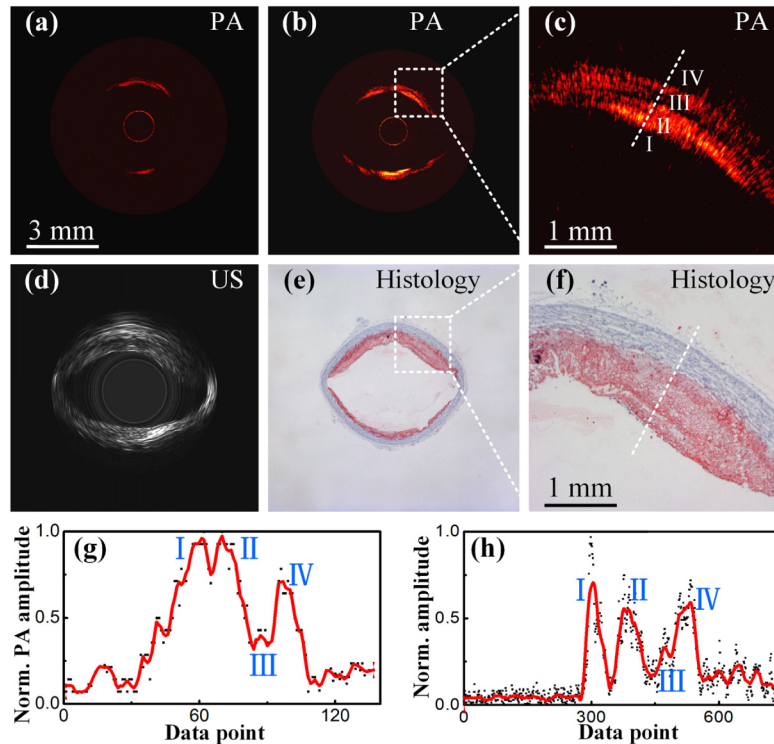 (a) PA
3 mm
(b) PA
(c) PA
IV
III
II
I
1 mm
(d) US
(e) Histology
(f) Histology
1 mm
(g)
Norm. PA amplitude
1.0
0.5
0.0
I
II
III
IV
0 60 120
Data point
(h)
Norm. amplitude
1.0
0.5
0.0
I
II
III
IV
0 300 600
Data point